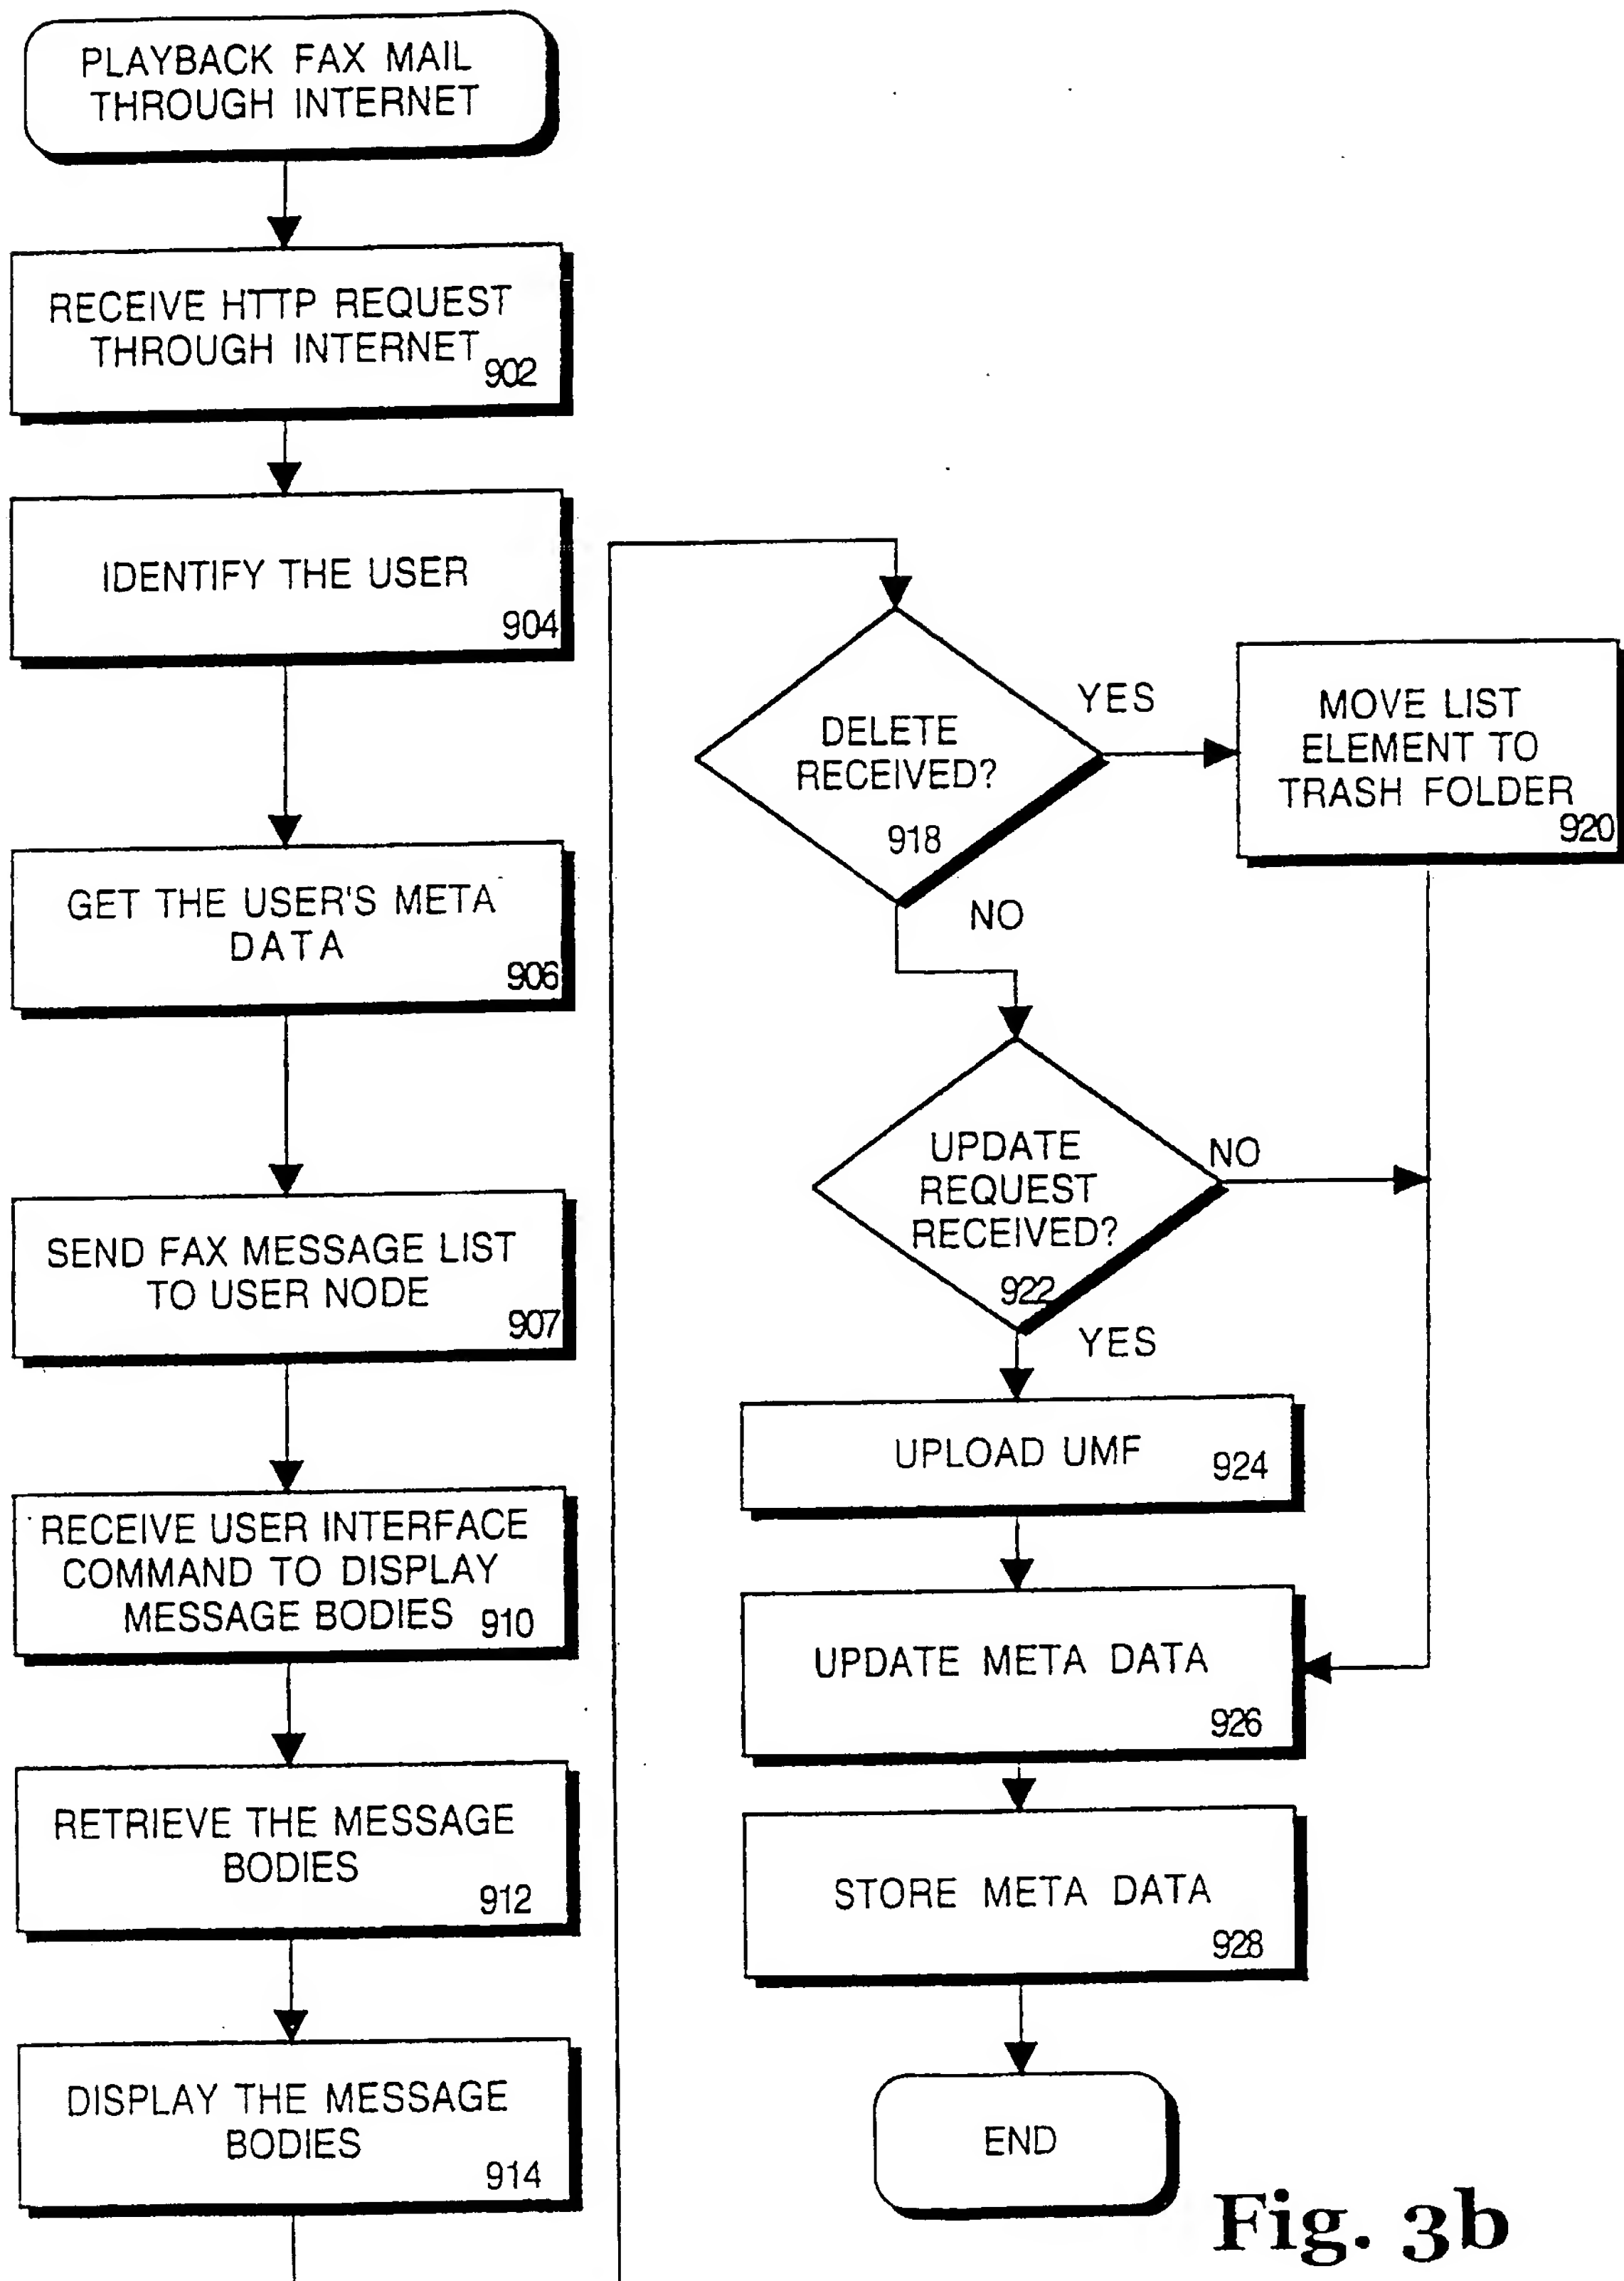 PLAYBACK FAX MAIL
THROUGH INTERNET
RECEIVE HTTP REQUEST
THROUGH INTERNET
902
IDENTIFY THE USER
904
GET THE USER'S META
DATA
906
SEND FAX MESSAGE LIST
TO USER NODE
907
RECEIVE USER INTERFACE
COMMAND TO DISPLAY
MESSAGE BODIES 910
RETRIEVE THE MESSAGE
BODIES
912
DISPLAY THE MESSAGE
BODIES
914
DELETE
RECEIVED?
918
YES
NO
MOVE LIST
ELEMENT TO
TRASH FOLDER
920
UPDATE
REQUEST
RECEIVED?
922
NO
YES
UPLOAD UMF 924
UPDATE META DATA
926
STORE META DATA
928
END
Fig. 3b